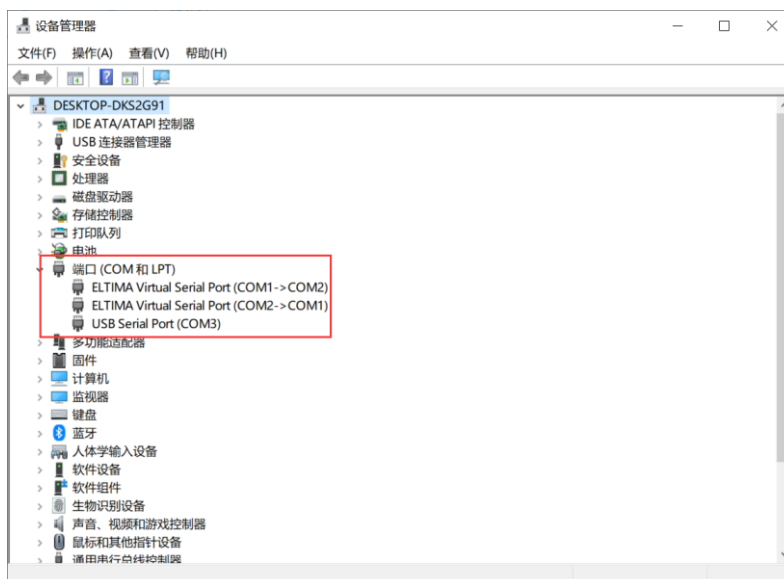 设备管理器
文件(F) 操作(A) 查看(V) 帮助(H)
DESKTOP-DKS2G91
IDE ATA/ATAPI 控制器
USB 连接器管理器
安全设备
处理器
磁盘驱动器
存储控制器
打印队列
电池
端口 (COM 和 LPT)
ELTIMA Virtual Serial Port (COM1->COM2)
ELTIMA Virtual Serial Port (COM2->COM1)
USB Serial Port (COM3)
多功能适配器
固件
计算机
监视器
键盘
蓝牙
人体学输入设备
软件设备
软件组件
生物识别设备
声音、视频和游戏控制器
鼠标和其他指针设备
通用串行总线控制器